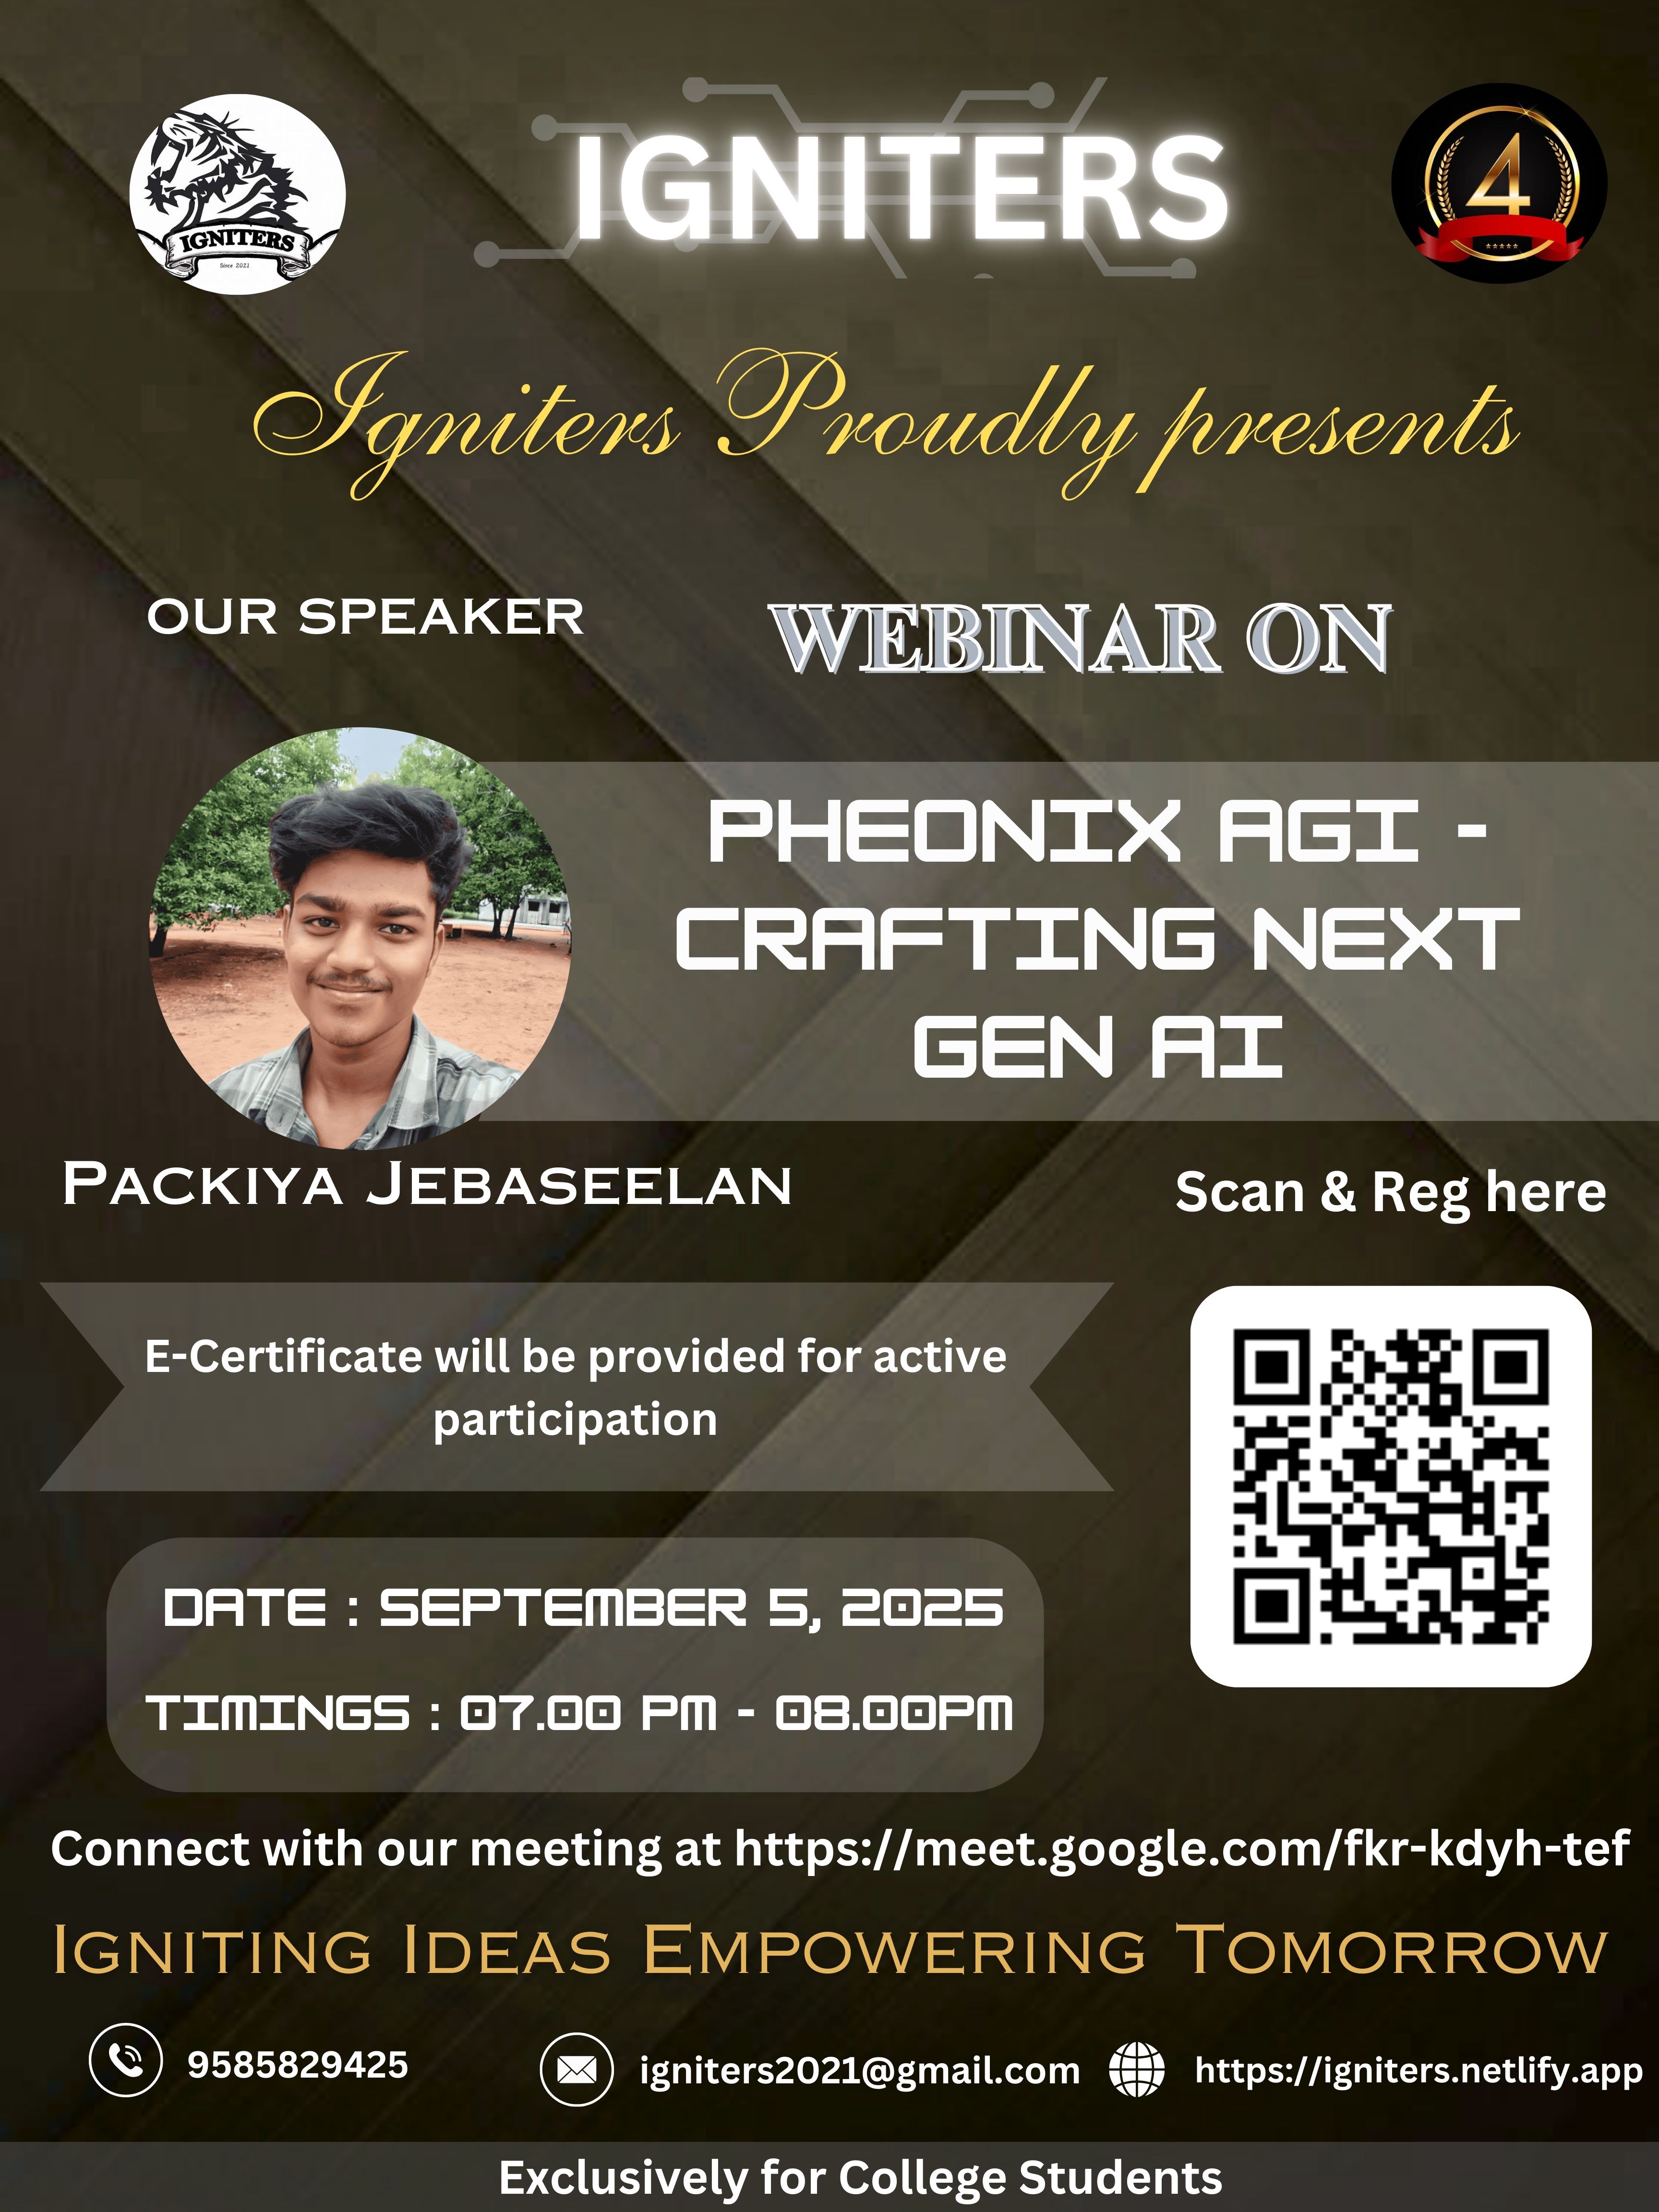 IGNITERS
Since 2021
IGNITERS
4
Igniters Proudly presents
OUR SPEAKER
WEBINAR ON
PHEONIX AGI -
CRAFTING NEXT
GEN AI
PACKIYA JEBASEELAN
Scan & Reg here
E-Certificate will be provided for active
participation
DATE : SEPTEMBER 5, 2025
TIMINGS : 07.00 PM - 08.00PM
Connect with our meeting at https://meet.google.com/fkr-kdyh-tef
IGNITING IDEAS EMPOWERING TOMORROW
9585829425
igniters2021@gmail.com
https://igniters.netlify.app
Exclusively for College Students